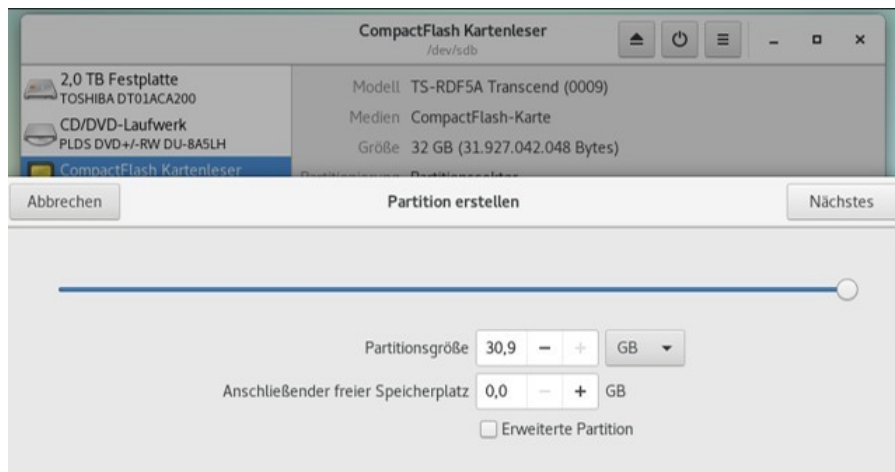 CompactFlash Kartenleser
/dev/sdb
2,0 TB Festplatte
TOSHIBA DT01ACA200
CD/DVD-Laufwerk
PLDS DVD+/-RW DU-8A5LH
CompactFlash Kartenleser
Modell TS-RDF5A Transcend (0009)
Medien CompactFlash-Karte
Größe 32 GB (31.927.042.048 Bytes)
Abbrechen
Partition erstellen
Nächstes
Partitionsgröße 30,9 − + GB
Anschließender freier Speicherplatz 0,0 − + GB
Erweiterte Partition